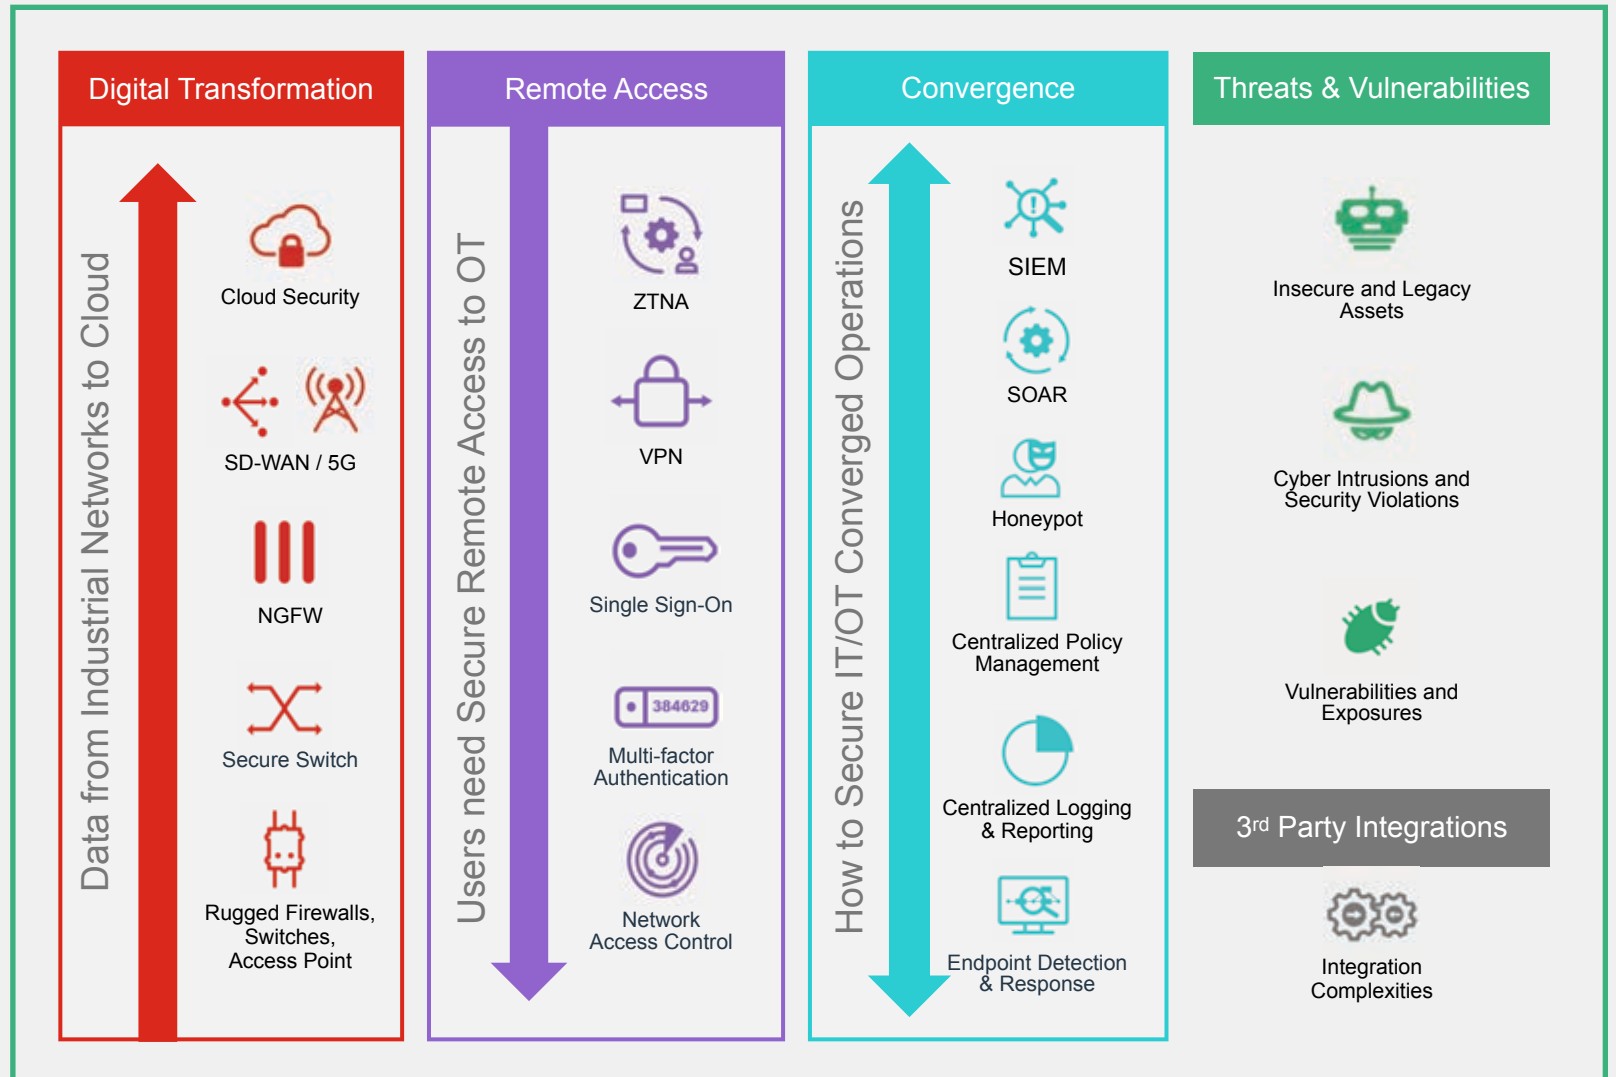 Digital Transformation
Data from Industrial Networks to Cloud
Cloud Security
SD-WAN / 5G
NGFW
Secure Switch
Rugged Firewalls,
Switches,
Access Point
Remote Access
Users need Secure Remote Access to OT
ZTNA
VPN
Single Sign-On
384629
Multi-factor
Authentication
Network
Access Control
Convergence
How to Secure IT/OT Converged Operations
SIEM
SOAR
Honeypot
Centralized Policy
Management
Centralized Logging
& Reporting
Endpoint Detection
& Response
Threats & Vulnerabilities
Insecure and Legacy
Assets
Cyber Intrusions and
Security Violations
Vulnerabilities and
Exposures
3rd Party Integrations
Integration
Complexities